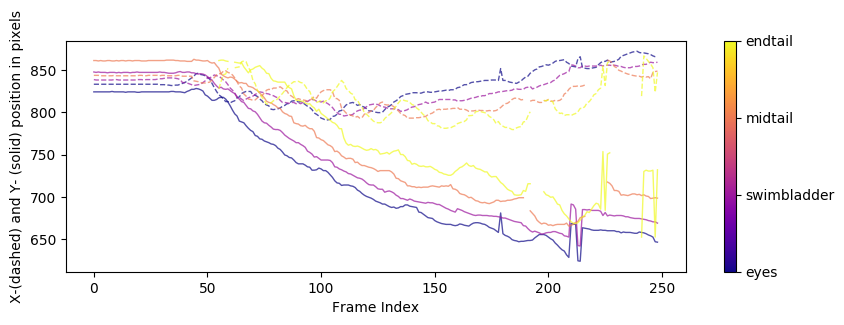 X-(dashed) and Y- (solid) position in pixels
850
800
750
700
650
0
50
100
150
200
250
Frame Index
endtail
midtail
swimbladder
eyes